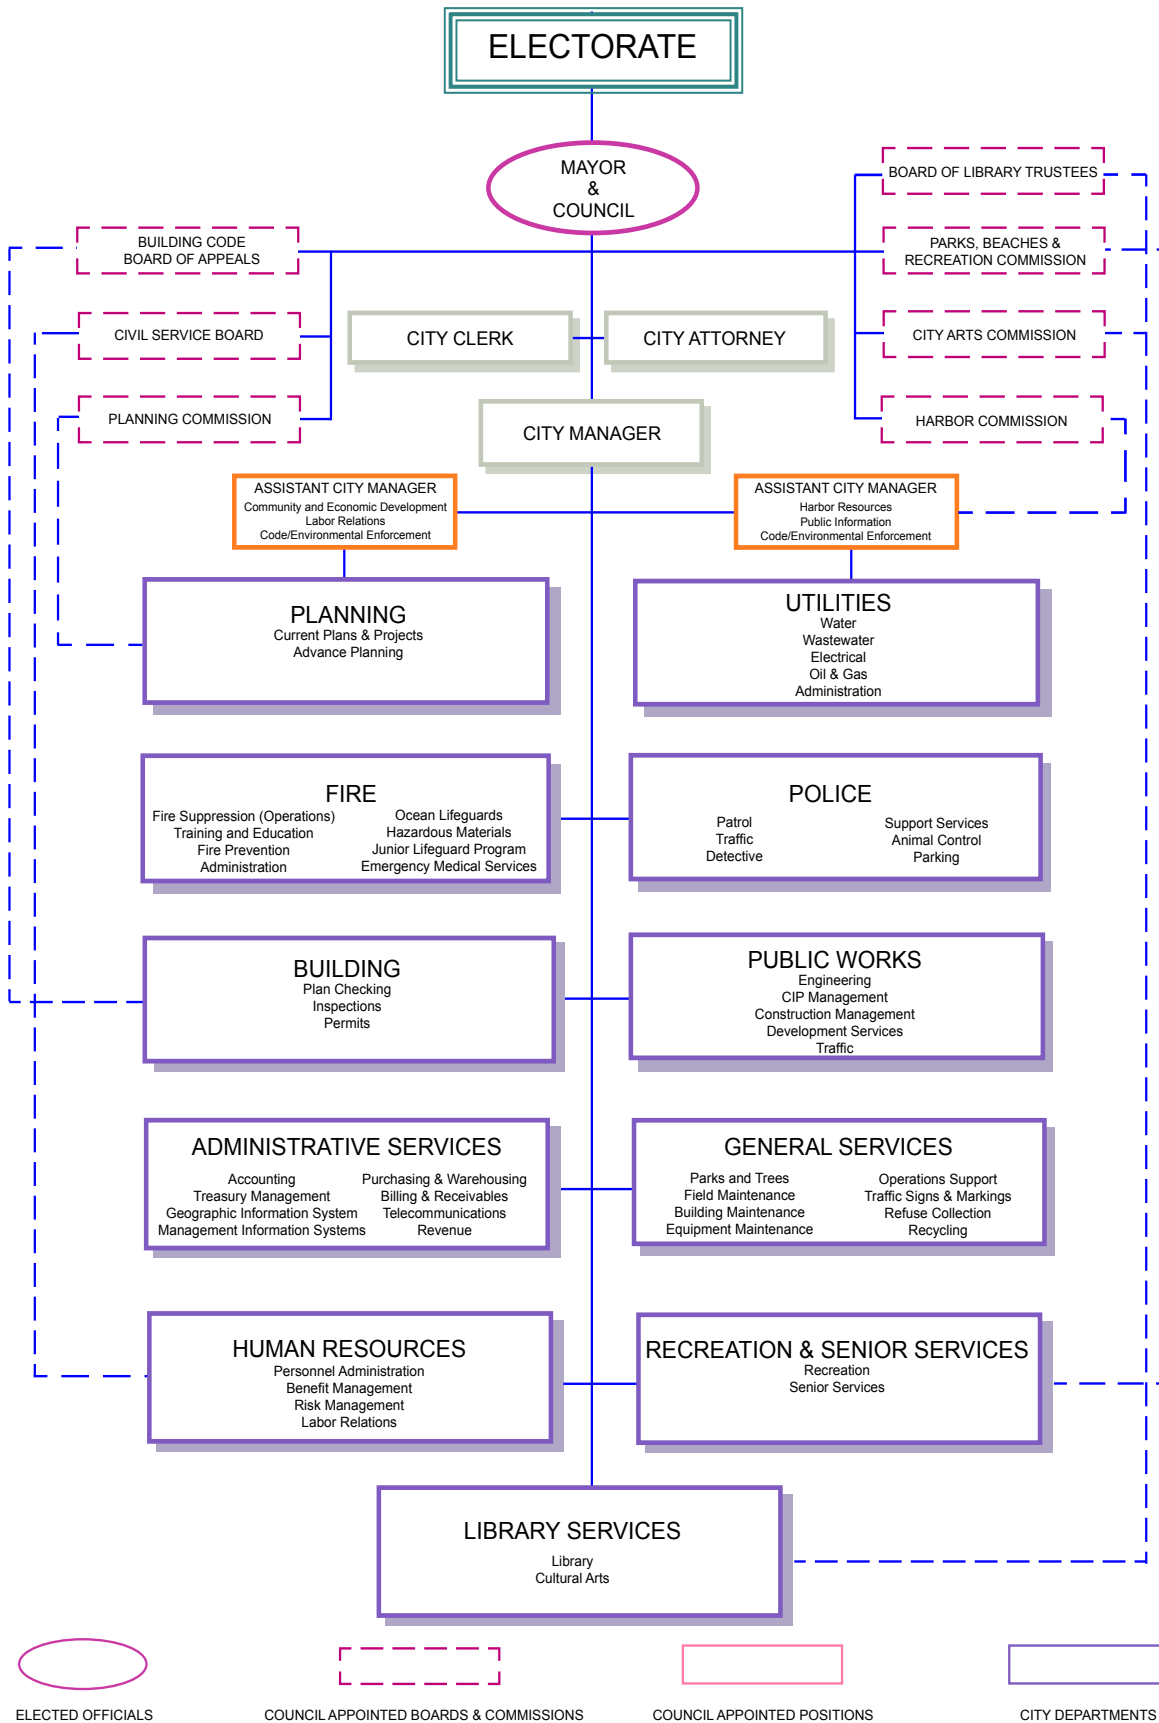 ELECTORATE
MAYOR
&
COUNCIL
BUILDING CODE
BOARD OF APPEALS
CIVIL SERVICE BOARD
PLANNING COMMISSION
BOARD OF LIBRARY TRUSTEES
PARKS, BEACHES &
RECREATION COMMISSION
CITY ARTS COMMISSION
HARBOR COMMISSION
CITY CLERK
CITY ATTORNEY
CITY MANAGER
ASSISTANT CITY MANAGER
Community and Economic Development
Labor Relations
Code/Environmental Enforcement
ASSISTANT CITY MANAGER
Harbor Resources
Public Information
Code/Environmental Enforcement
PLANNING
Current Plans & Projects
Advance Planning
UTILITIES
Water
Wastewater
Electrical
Oil & Gas
Administration
FIRE
Fire Suppression (Operations)
Training and Education
Fire Prevention
Administration
Ocean Lifeguards
Hazardous Materials
Junior Lifeguard Program
Emergency Medical Services
POLICE
Patrol
Traffic
Detective
Support Services
Animal Control
Parking
BUILDING
Plan Checking
Inspections
Permits
PUBLIC WORKS
Engineering
CIP Management
Construction Management
Development Services
Traffic
ADMINISTRATIVE SERVICES
Accounting
Treasury Management
Geographic Information System
Management Information Systems
Purchasing & Warehousing
Billing & Receivables
Telecommunications
Revenue
GENERAL SERVICES
Parks and Trees
Field Maintenance
Building Maintenance
Equipment Maintenance
Operations Support
Traffic Signs & Markings
Refuse Collection
Recycling
HUMAN RESOURCES
Personnel Administration
Benefit Management
Risk Management
Labor Relations
RECREATION & SENIOR SERVICES
Recreation
Senior Services
LIBRARY SERVICES
Library
Cultural Arts
ELECTED OFFICIALS
COUNCIL APPOINTED BOARDS & COMMISSIONS
COUNCIL APPOINTED POSITIONS
CITY DEPARTMENTS